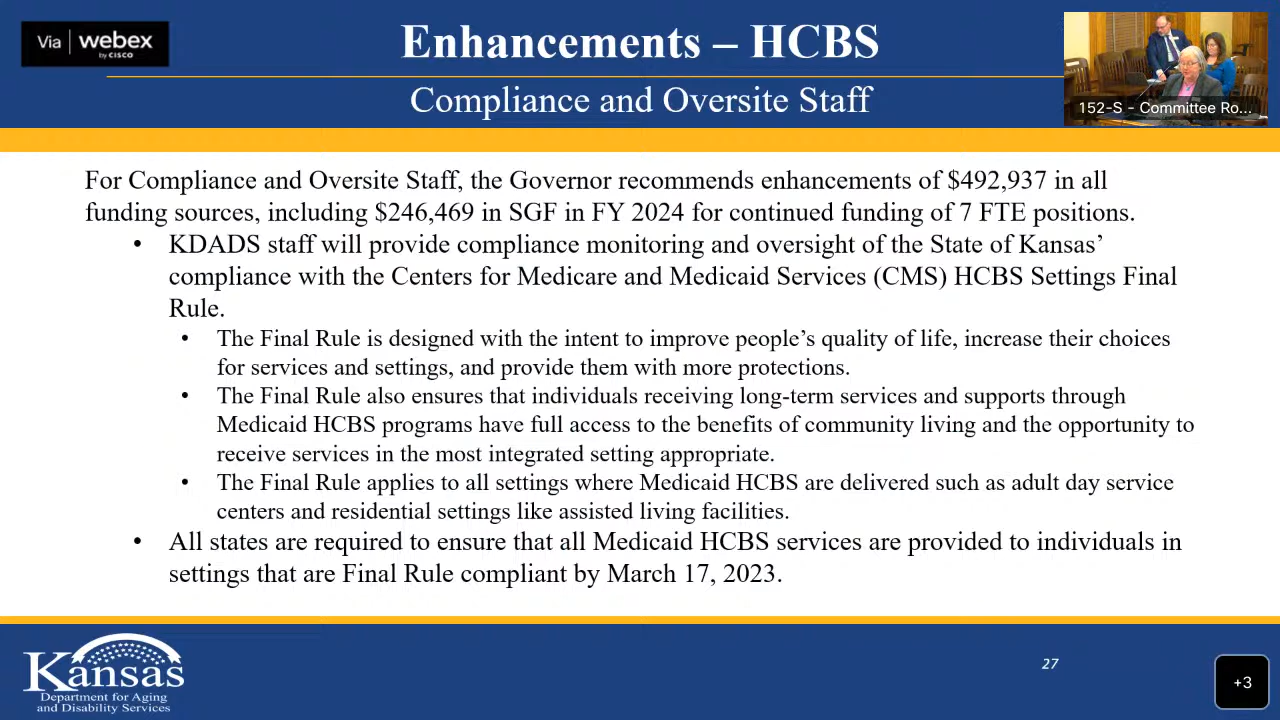 Via webex
by CISCO
Enhancements – HCBS
Compliance and Oversite Staff
152-S - Committee Ro...
For Compliance and Oversite Staff, the Governor recommends enhancements of $492,937 in all
funding sources, including $246,469 in SGF in FY 2024 for continued funding of 7 FTE positions.
• KDADS staff will provide compliance monitoring and oversight of the State of Kansas’
compliance with the Centers for Medicare and Medicaid Services (CMS) HCBS Settings Final
Rule.
• The Final Rule is designed with the intent to improve people’s quality of life, increase their choices
for services and settings, and provide them with more protections.
• The Final Rule also ensures that individuals receiving long-term services and supports through
Medicaid HCBS programs have full access to the benefits of community living and the opportunity to
receive services in the most integrated setting appropriate.
• The Final Rule applies to all settings where Medicaid HCBS are delivered such as adult day service
centers and residential settings like assisted living facilities.
• All states are required to ensure that all Medicaid HCBS services are provided to individuals in
settings that are Final Rule compliant by March 17, 2023.
Kansas
Department for Aging
and Disability Services
27
+3